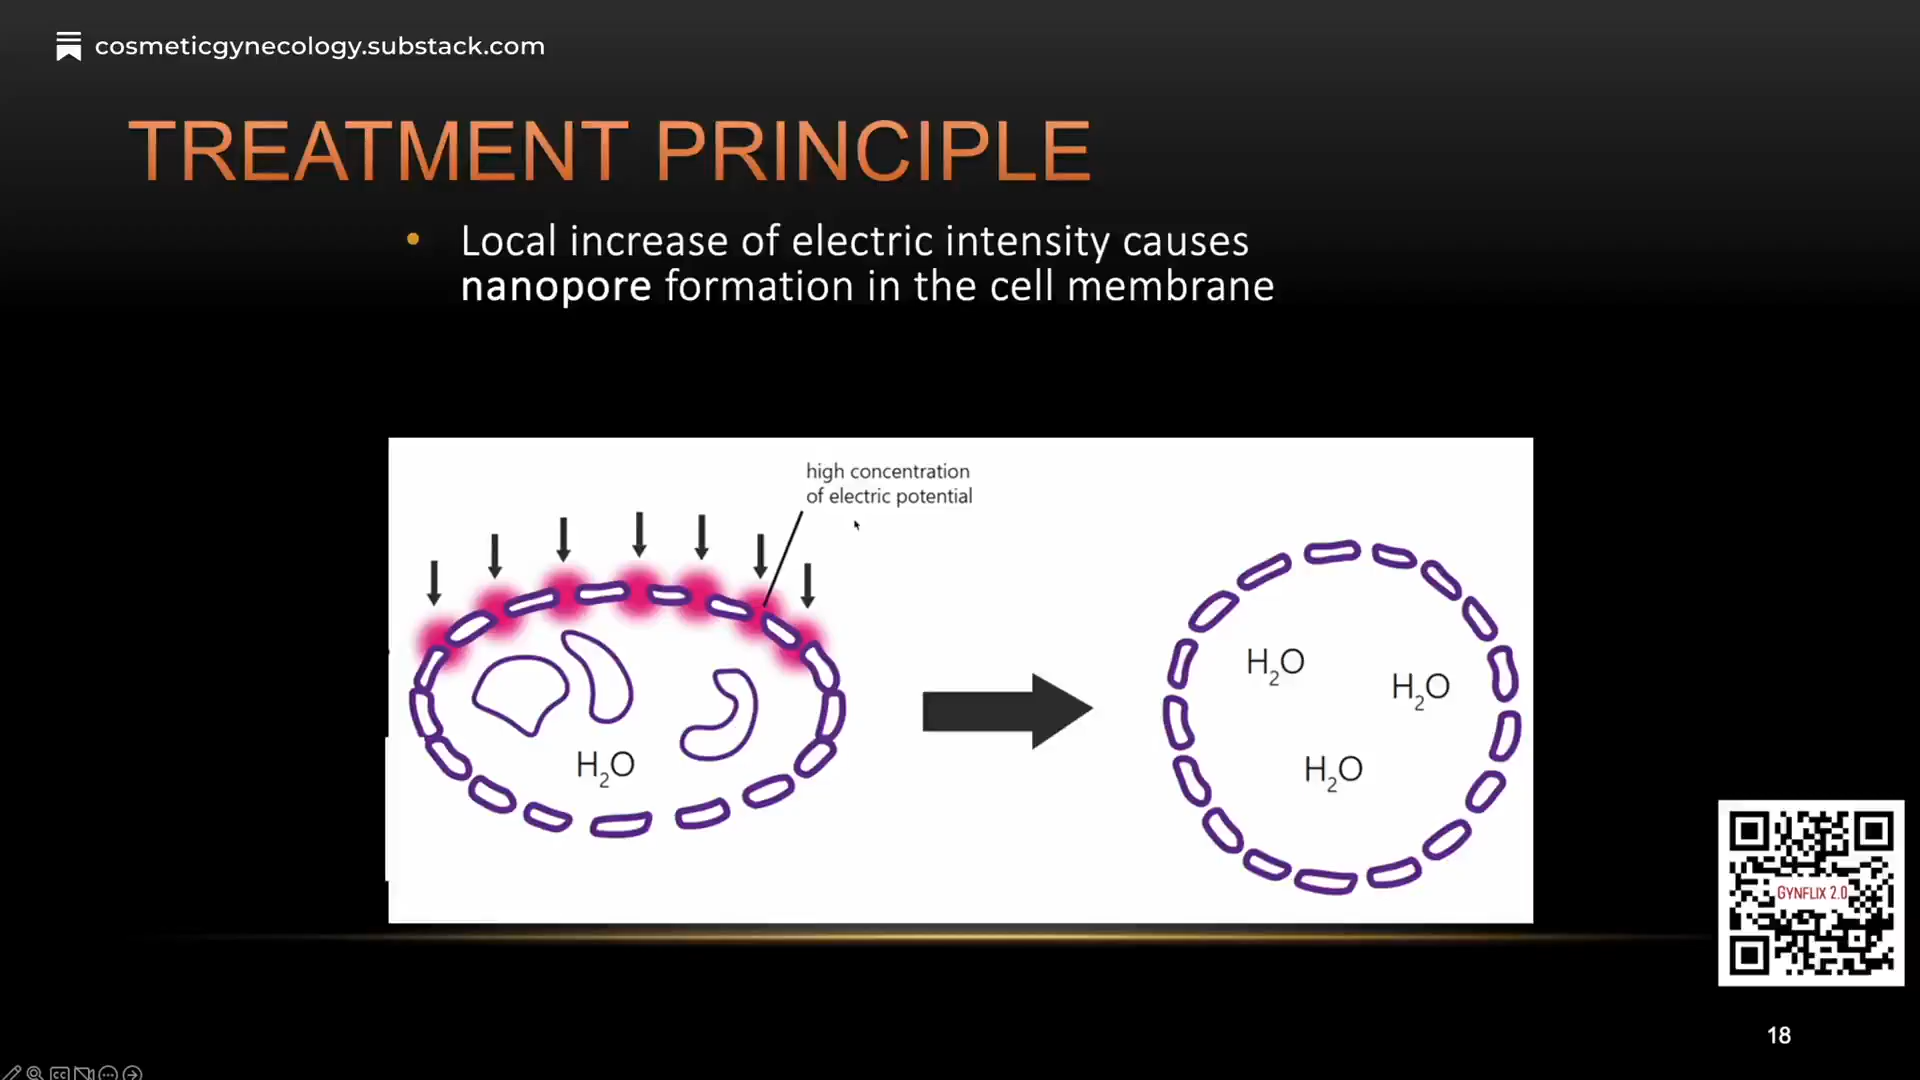 cosmeticgynecology.substack.com
TREATMENT PRINCIPLE
• Local increase of electric intensity causes
nanopore formation in the cell membrane
high concentration
of electric potential
H₂O
H₂O
H₂O
H₂O
GYNFLIX 2.0
18
CC